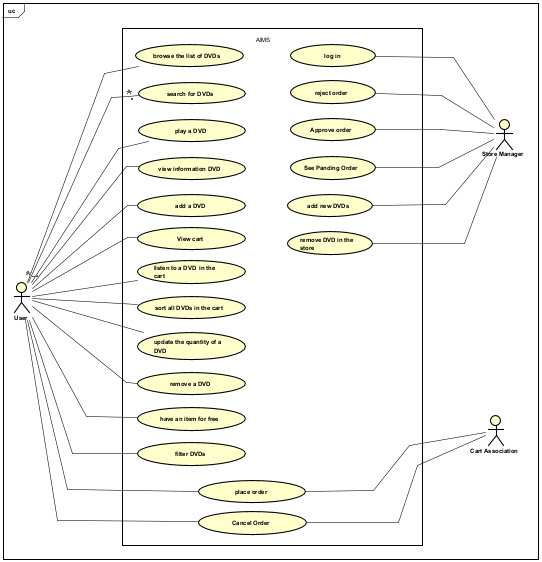 uc
AIMS
browse the list of DVDs
log in
search for DVDs
reject order
play a DVD
Approve order
Store Manager
view information DVD
See Panding Order
add a DVD
add new DVDs
View cart
remove DVD in the
store
listen to a DVD in the
cart
User
sort all DVDs in the cart
update the quantity of a
DVD
remove a DVD
have an item for free
filter DVDs
Cart Association
place order
Cancel Order